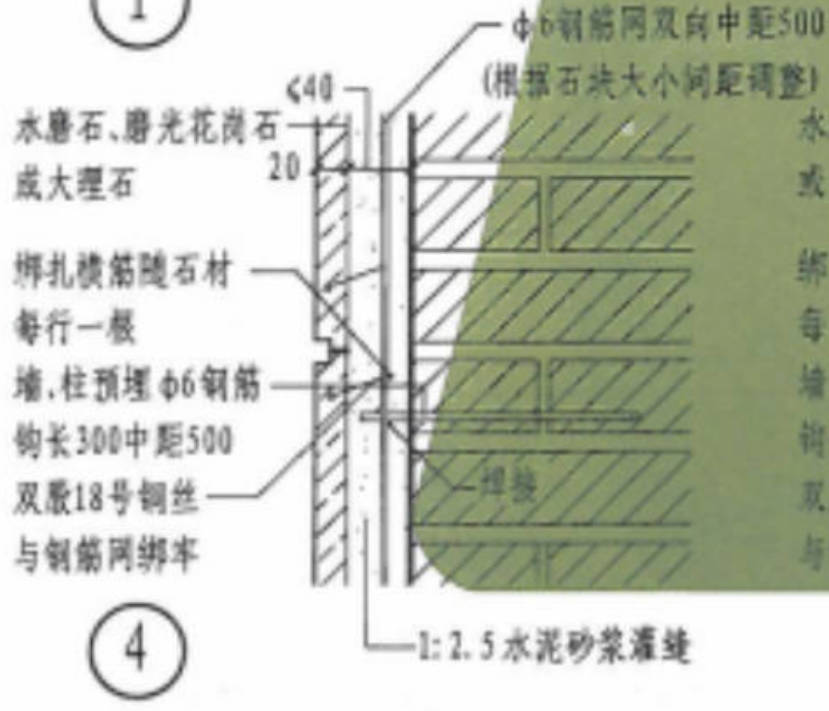 1
ф6钢筋网双向中距500
(根据石块大小间距调整)
≤40
水磨石、磨光花岗石
或大理石
20
绑扎横筋随石材
每行一根
墙、柱预埋ф6钢筋
钩长300中距500
双股18号铜丝
与钢筋网绑牢
焊接
1:2.5水泥砂浆灌缝
4
水
或
绑
每
墙
钩
双
与